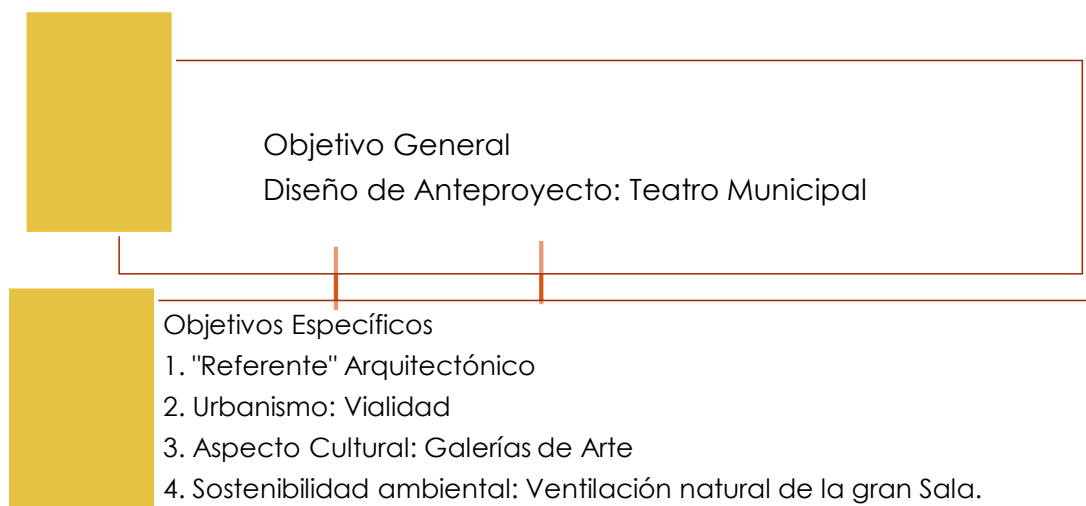 Objetivo General
Diseño de Anteproyecto: Teatro Municipal
Objetivos Específicos
1. "Referente" Arquitectónico
2. Urbanismo: Vialidad
3. Aspecto Cultural: Galerías de Arte
4. Sostenibilidad ambiental: Ventilación natural de la gran Sala.